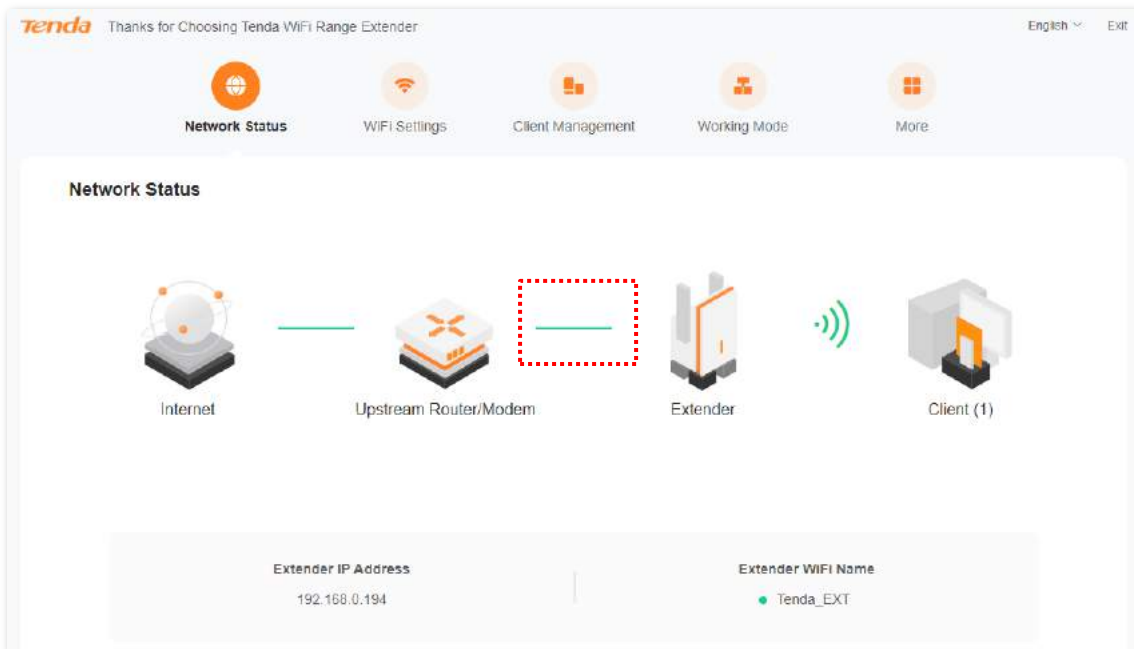 Tenda Thanks for Choosing Tenda WiFi Range Extender English Exit
Network Status WiFi Settings Client Management Working Mode More
Network Status
Internet Upstream Router/Modem Extender Client (1)
Extender IP Address Extender WiFi Name
192.168.0.194 Tenda_EXT